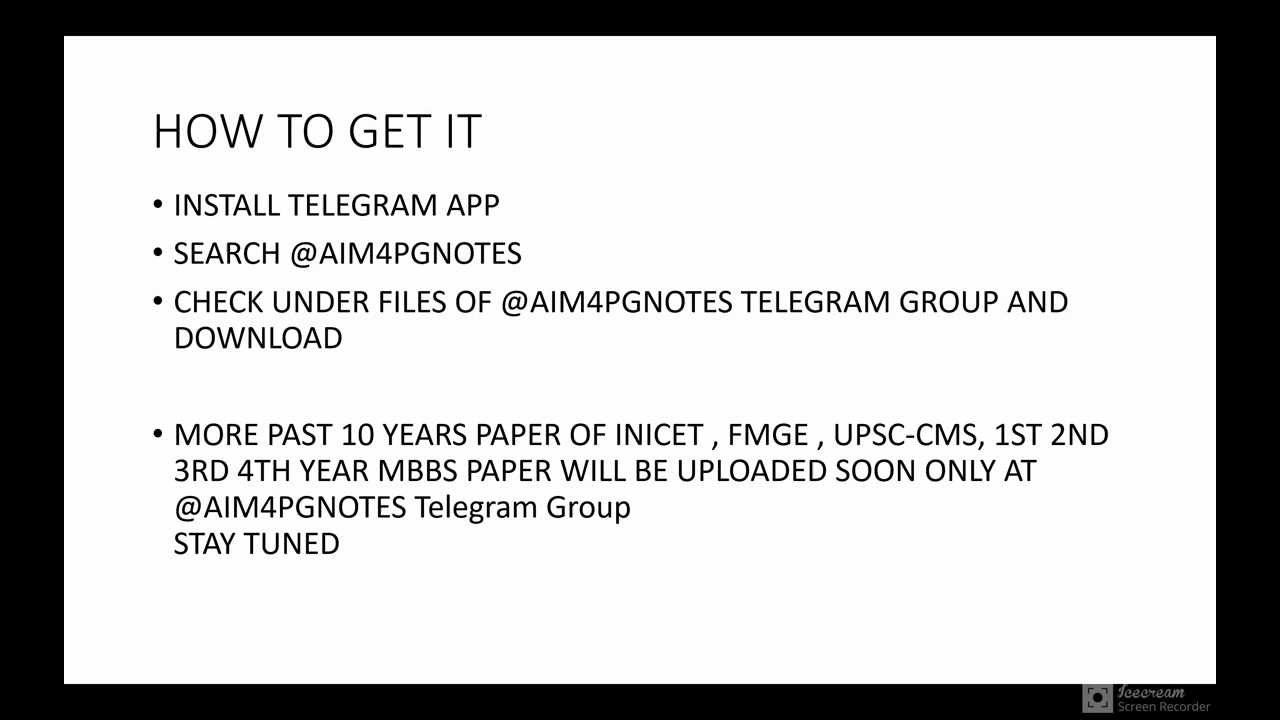 HOW TO GET IT
• INSTALL TELEGRAM APP
• SEARCH @AIM4PGNOTES
• CHECK UNDER FILES OF @AIM4PGNOTES TELEGRAM GROUP AND
DOWNLOAD
• MORE PAST 10 YEARS PAPER OF INICET , FMGE , UPSC-CMS, 1ST 2ND
3RD 4TH YEAR MBBS PAPER WILL BE UPLOADED SOON ONLY AT
@AIM4PGNOTES Telegram Group
STAY TUNED
Icecream
Screen Recorder